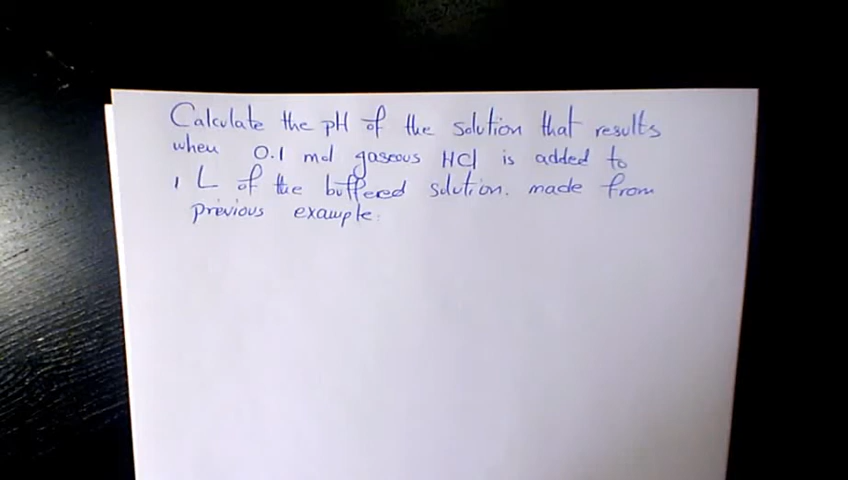 Calculate the pH of the solution that results
when 0.1 mol gaseous HCl is added to
1 L of the buffered solution. made from
previous example.